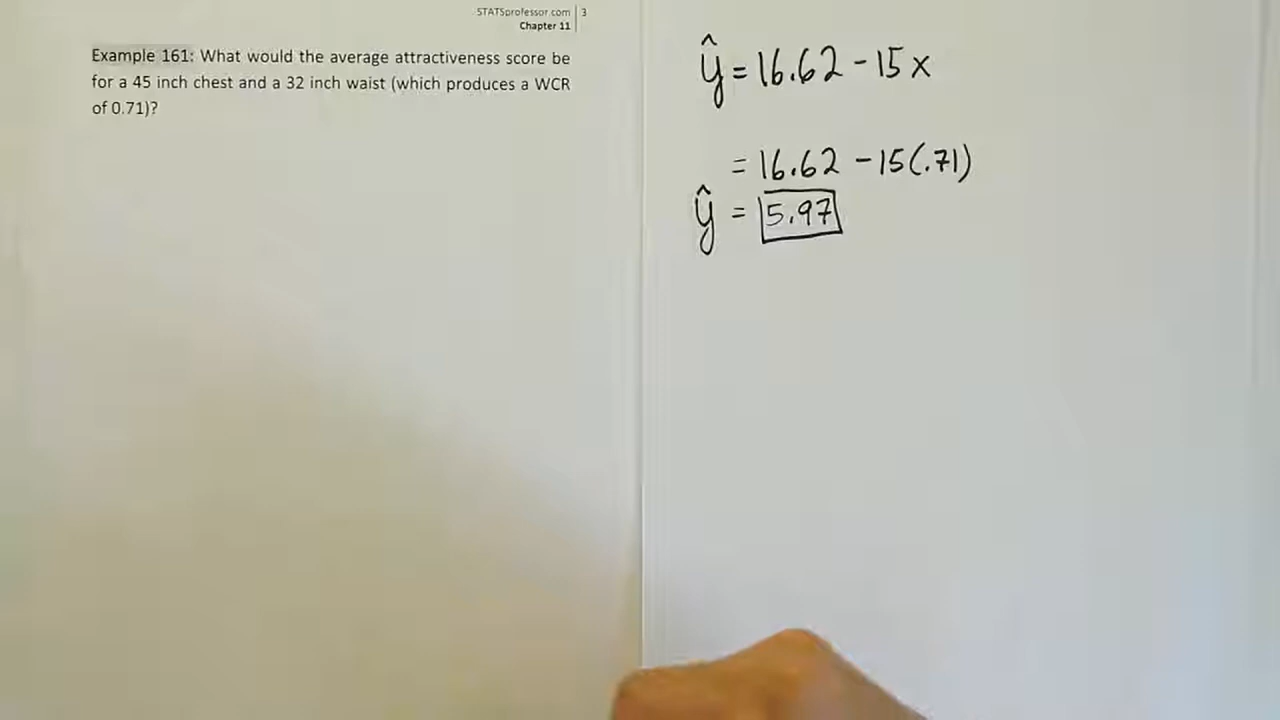 STATSprofessor.com 3
Chapter 11
Example 161: What would the average attractiveness score be
for a 45 inch chest and a 32 inch waist (which produces a WCR
of 0.71)?
ŷ = 16.62 - 15x
= 16.62 - 15(.71)
ŷ = 5.97